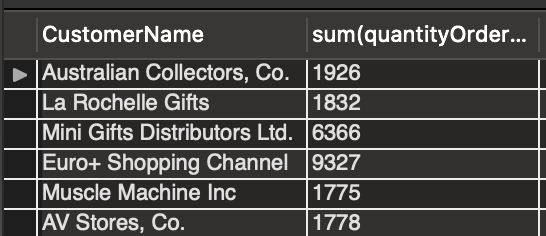 CustomerName sum(quantityOrder...
Australian Collectors, Co. 1926
La Rochelle Gifts 1832
Mini Gifts Distributors Ltd. 6366
Euro+ Shopping Channel 9327
Muscle Machine Inc 1775
AV Stores, Co. 1778